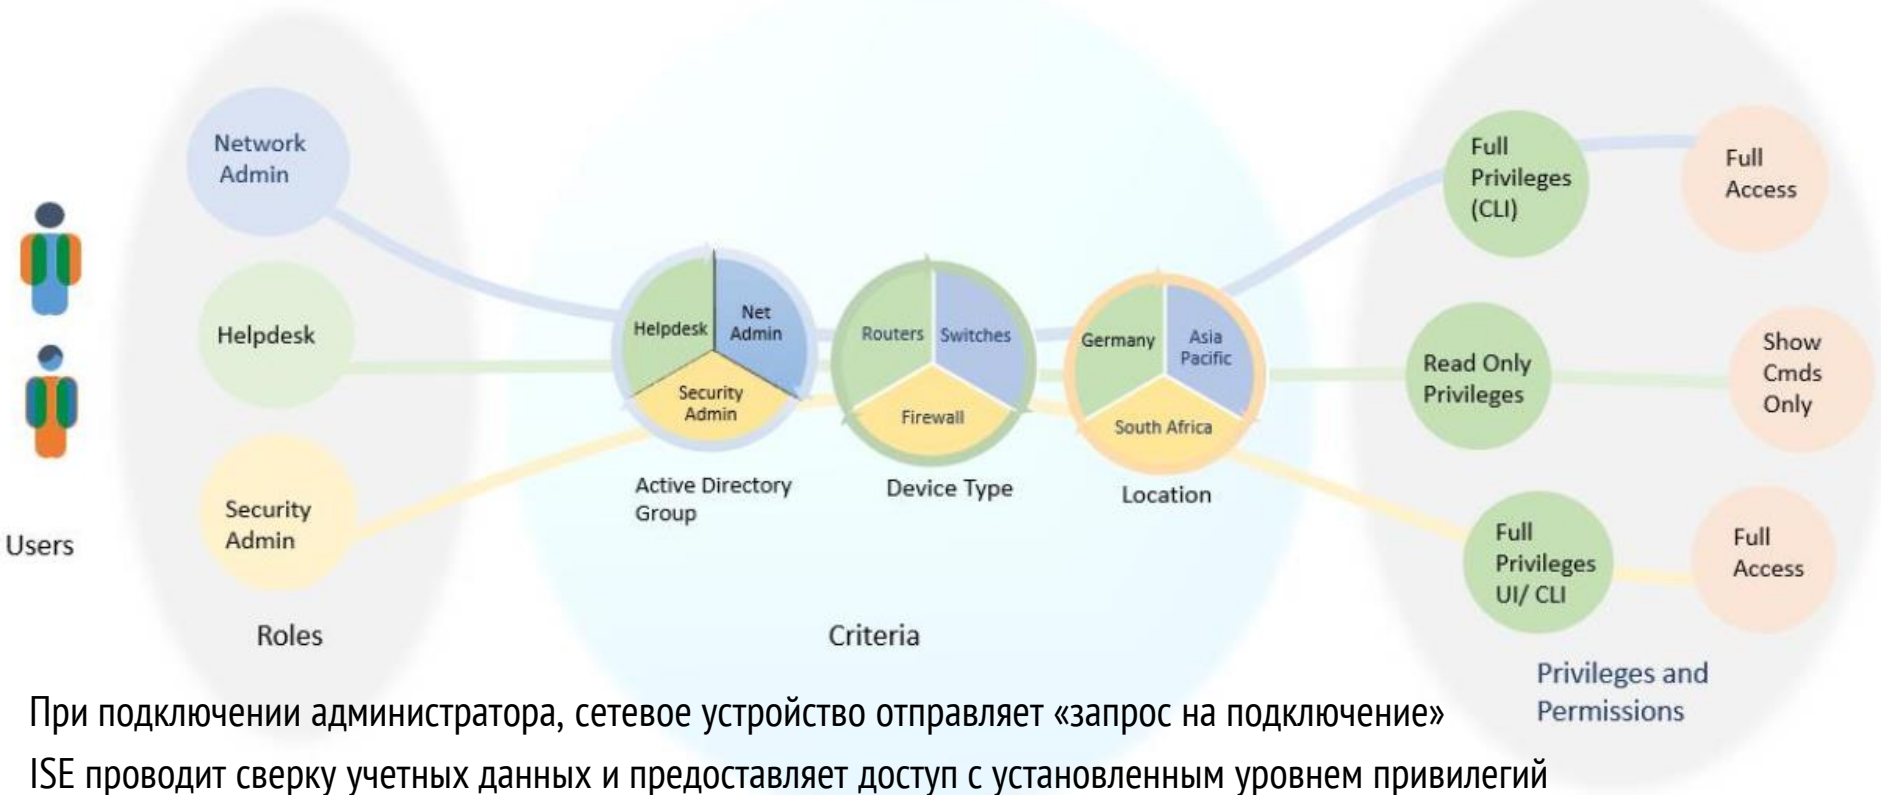 Users
Network
Admin
Helpdesk
Security
Admin
Roles
Helpdesk
Net
Admin
Security
Admin
Active Directory
Group
Routers
Switches
Firewall
Device Type
Germany
Asia
Pacific
South Africa
Location
Criteria
Full
Privileges
(CLI)
Full
Access
Read Only
Privileges
Show
Cmds
Only
Full
Privileges
UI/ CLI
Full
Access
Privileges and
Permissions
При подключении администратора, сетевое устройство отправляет «запрос на подключение»
ISE проводит сверку учетных данных и предоставляет доступ с установленным уровнем привилегий